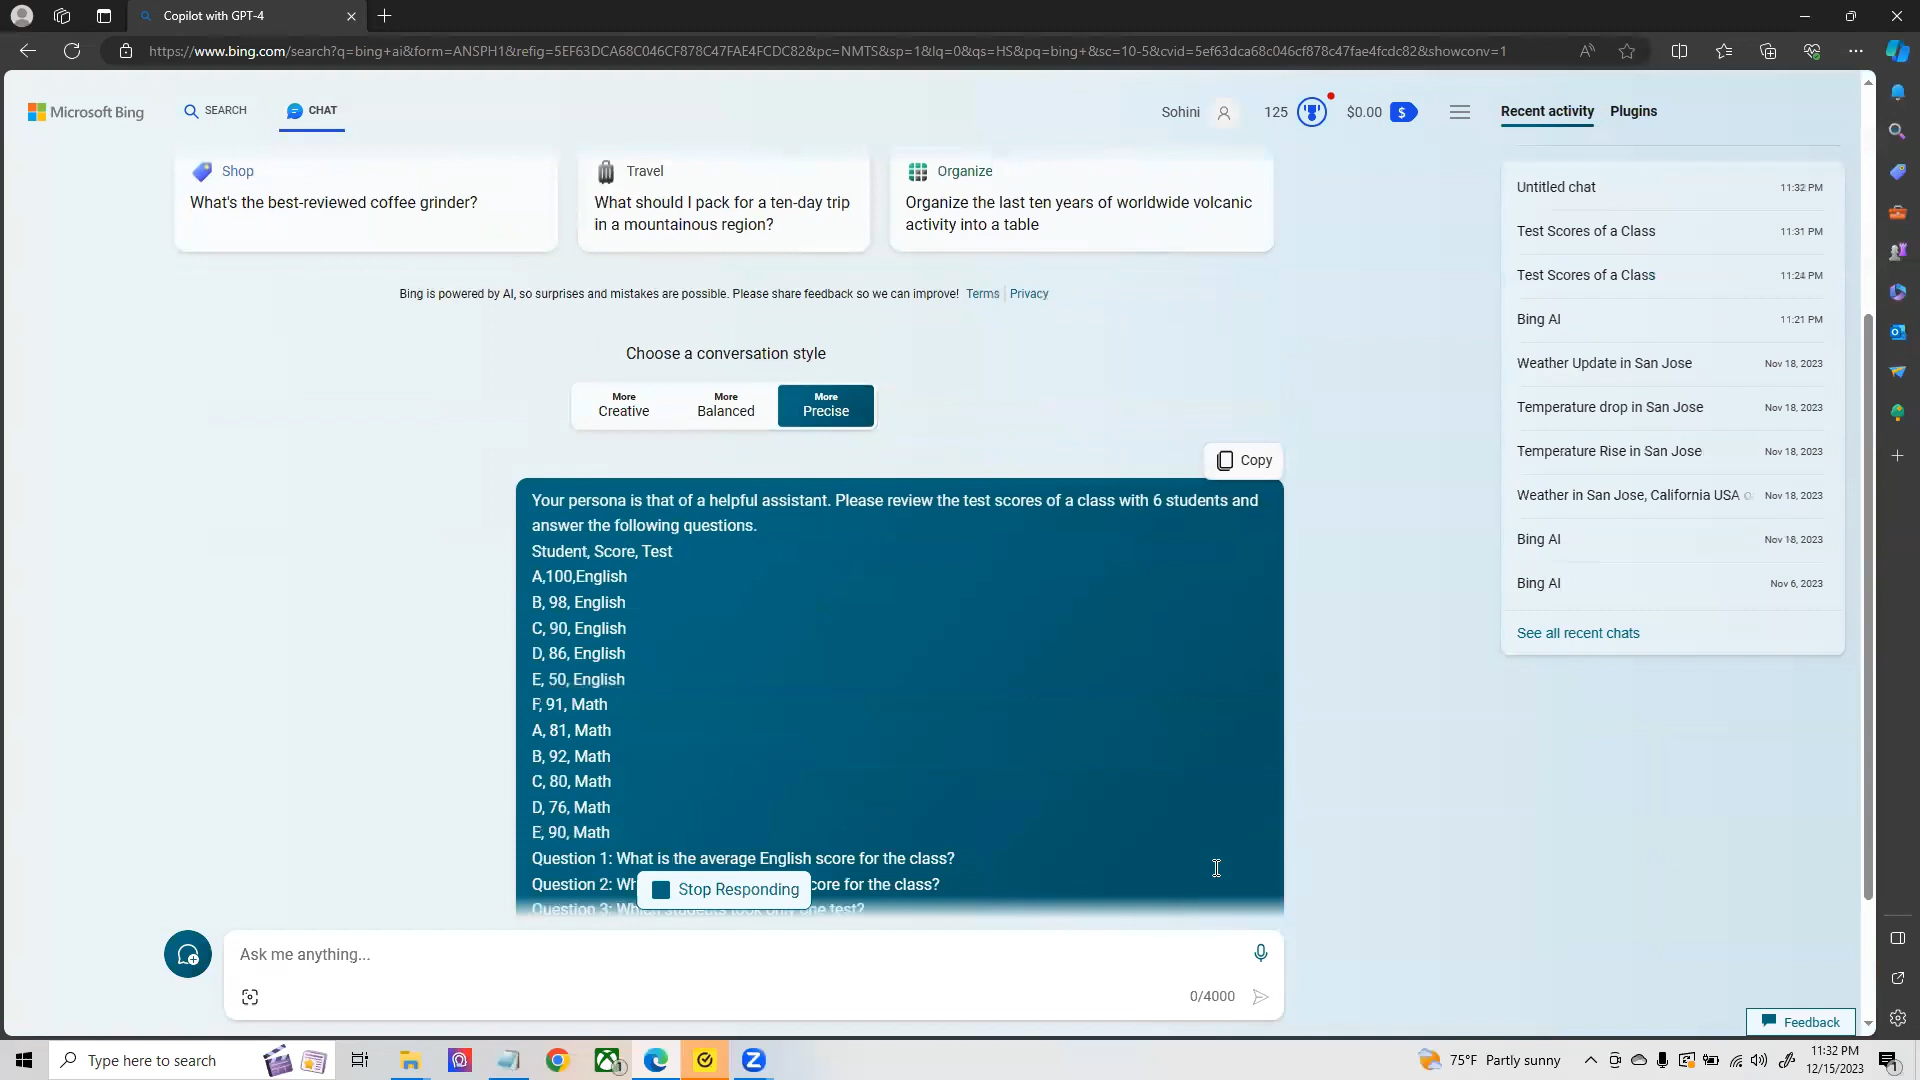 Copilot with GPT-4
https://www.bing.com/search?q=bing+ai&form=ANSPH1&refig=5EF63DCA68C046CF878C47FAE4FCDC82&pc=NMTS&sp=1&lq=0&qs=HS&pq=bing+&sc=10-5&cvid=5ef63dca68c046cf878c47fae4fcdc82&showconv=1
Microsoft Bing
SEARCH
CHAT
Sohini
125
$0.00
$
Recent activity
Plugins
Shop
What's the best-reviewed coffee grinder?
Travel
What should I pack for a ten-day trip
in a mountainous region?
Organize
Organize the last ten years of worldwide volcanic
activity into a table
Bing is powered by AI, so surprises and mistakes are possible. Please share feedback so we can improve! Terms Privacy
Choose a conversation style
More
Creative
More
Balanced
More
Precise
Copy
Your persona is that of a helpful assistant. Please review the test scores of a class with 6 students and
answer the following questions.
Student, Score, Test
A,100,English
B, 98, English
C, 90, English
D, 86, English
E, 50, English
F, 91, Math
A, 81, Math
B, 92, Math
C, 80, Math
D, 76, Math
E, 90, Math
Question 1: What is the average English score for the class?
Question 2: core for the class?
Question 3: Which students took only one test?
Stop Responding
Ask me anything...
0/4000
Untitled chat 11:32 PM
Test Scores of a Class 11:31 PM
Test Scores of a Class 11:24 PM
Bing AI 11:21 PM
Weather Update in San Jose Nov 18, 2023
Temperature drop in San Jose Nov 18, 2023
Temperature Rise in San Jose Nov 18, 2023
Weather in San Jose, California USA Nov 18, 2023
Bing AI Nov 18, 2023
Bing AI Nov 6, 2023
See all recent chats
Feedback
Type here to search
75°F Partly sunny
11:32 PM
12/15/2023